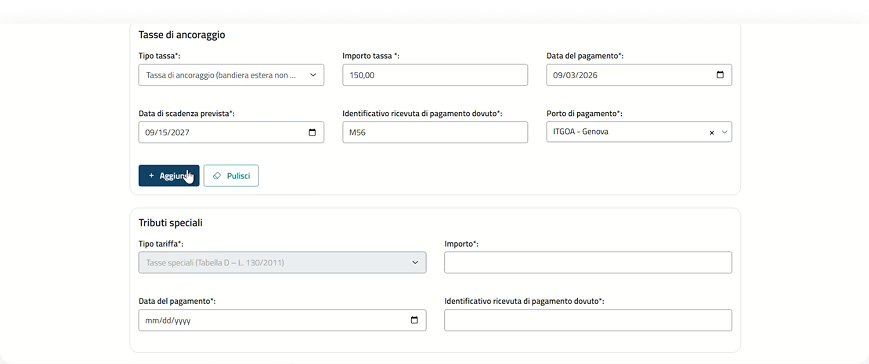 Tasse di ancoraggio
Tipo tassa*: Importo tassa *: Data del pagamento*:
Tassa di ancoraggio (bandiera estera non ... 150,00 09/03/2026
Data di scadenza prevista*: Identificativo ricevuta di pagamento dovuto*: Porto di pagamento*:
09/15/2027 M56 ITGOA - Genova × 
+ Pulisci
Tributi speciali
Tipo tariffa*: Importo*:
Tasse speciali (Tabella D – L. 130/2011)
Data del pagamento*: Identificativo ricevuta di pagamento dovuto*:
mm/dd/yyyy